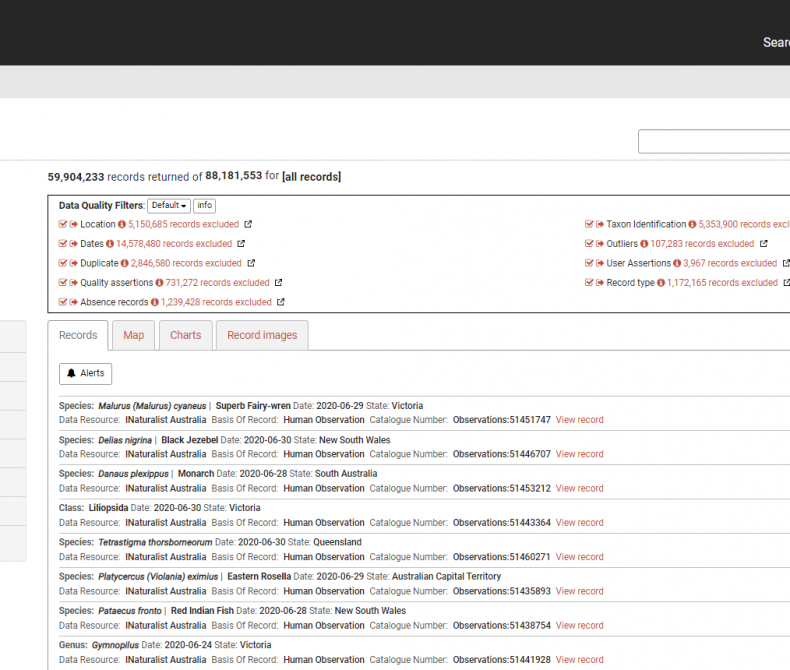 Sear
59,904,233 records returned of 88,181,553 for [all records]
Data Quality Filters: Default info
Location 5,150,685 records excluded
Taxon Identification 5,353,900 records excl
Dates 14,578,480 records excluded
Outliers 107,283 records excluded
Duplicate 2,846,580 records excluded
User Assertions 3,967 records excluded
Quality assertions 731,272 records excluded
Record type 1,172,165 records excluded
Absence records 1,239,428 records excluded
Records Map Charts Record images
Alerts
Species: Malurus (Malurus) cyaneus | Superb Fairy-wren Date: 2020-06-29 State: Victoria
Data Resource: INaturalist Australia Basis Of Record: Human Observation Catalogue Number: Observations:51451747 View record
Species: Delias nigrina | Black Jezebel Date: 2020-06-30 State: New South Wales
Data Resource: INaturalist Australia Basis Of Record: Human Observation Catalogue Number: Observations:51446707 View record
Species: Danaus plexippus | Monarch Date: 2020-06-28 State: South Australia
Data Resource: INaturalist Australia Basis Of Record: Human Observation Catalogue Number: Observations:51453212 View record
Class: Liliopsida Date: 2020-06-30 State: Victoria
Data Resource: INaturalist Australia Basis Of Record: Human Observation Catalogue Number: Observations:51443364 View record
Species: Tetrastigma thorsborneorum Date: 2020-06-30 State: Queensland
Data Resource: INaturalist Australia Basis Of Record: Human Observation Catalogue Number: Observations:51460271 View record
Species: Platycercus (Violania) eximius | Eastern Rosella Date: 2020-06-29 State: Australian Capital Territory
Data Resource: INaturalist Australia Basis Of Record: Human Observation Catalogue Number: Observations:51435893 View record
Species: Pataecus fronto | Red Indian Fish Date: 2020-06-28 State: New South Wales
Data Resource: INaturalist Australia Basis Of Record: Human Observation Catalogue Number: Observations:51438754 View record
Genus: Gymnopilus Date: 2020-06-24 State: Victoria
Data Resource: INaturalist Australia Basis Of Record: Human Observation Catalogue Number: Observations:51441928 View record